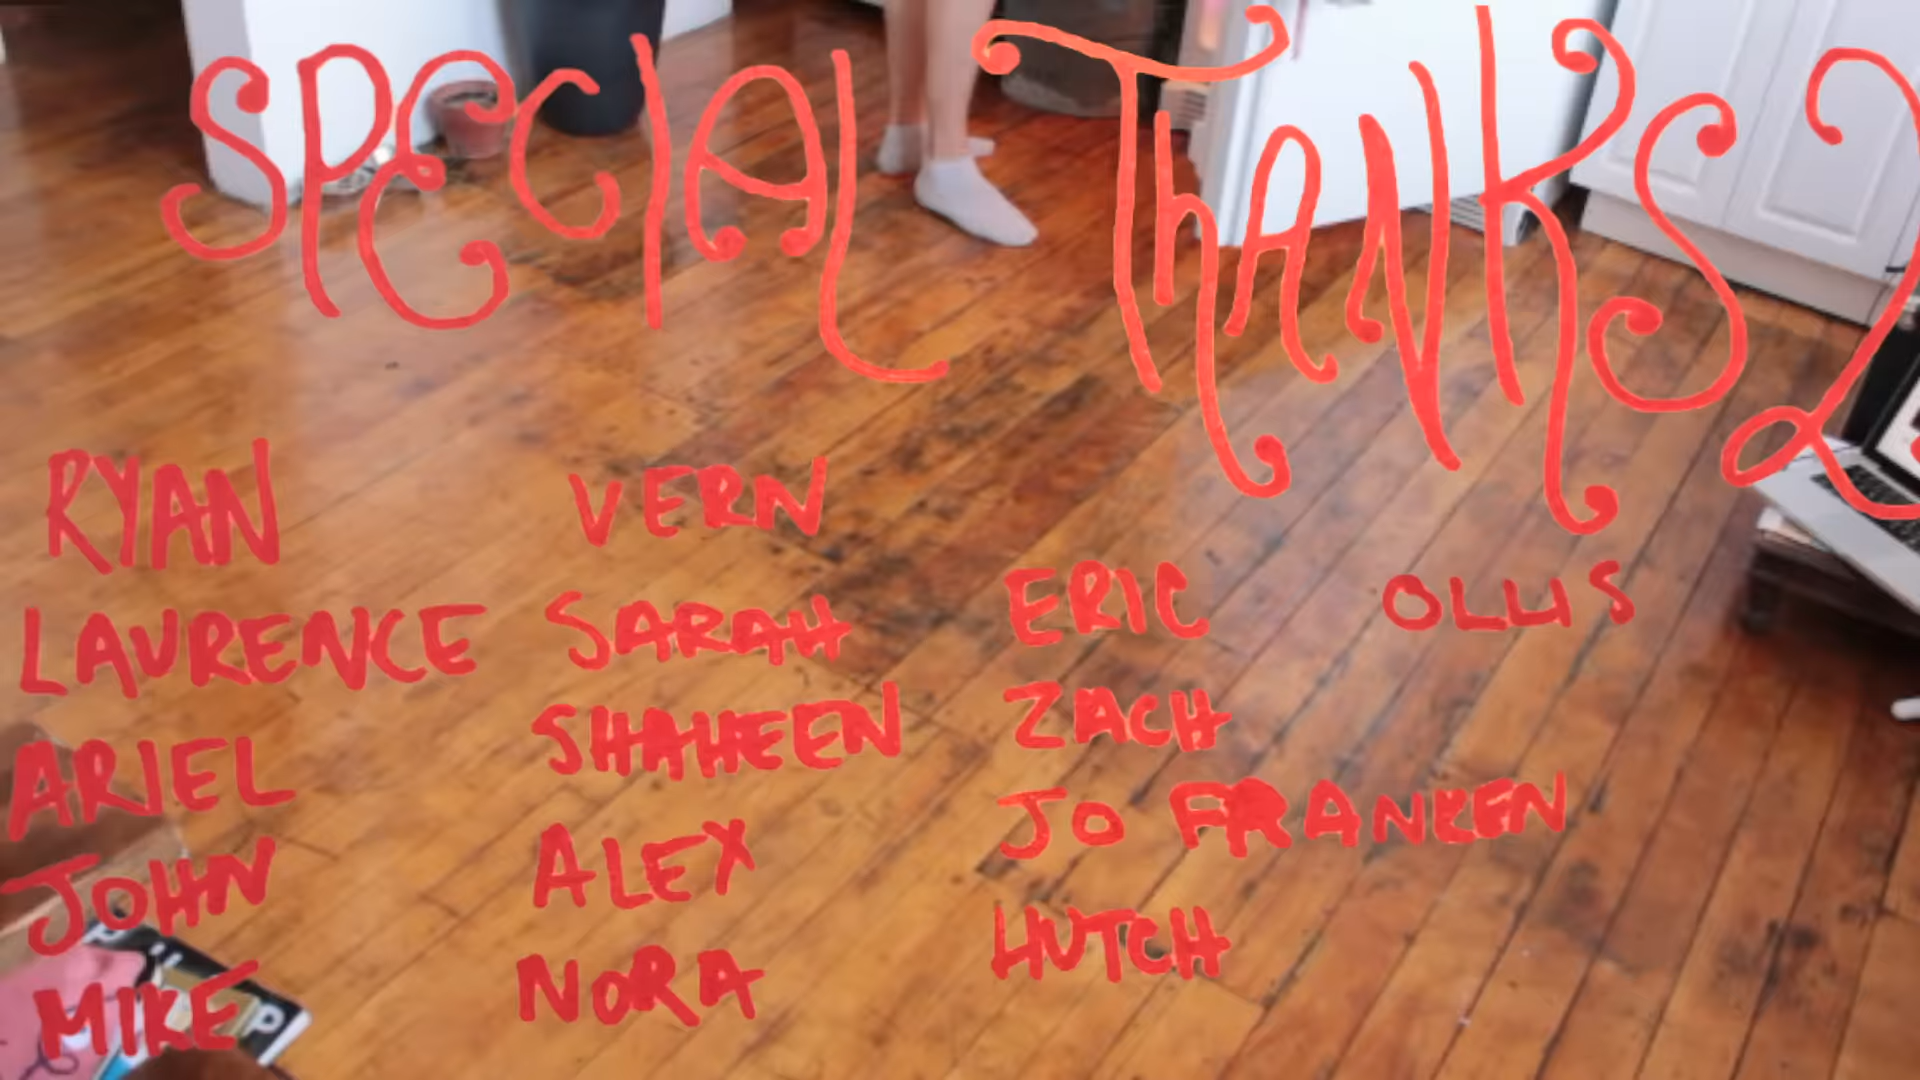 SPECIAL THANKS 2
RYAN
LAURENCE
ARIEL
JOHN
MIKE
VERN
SARAH
SHAHEEN
ALEX
NORA
ERIC
ZACH
JO FRANKEN
HUTCH
OLLIS